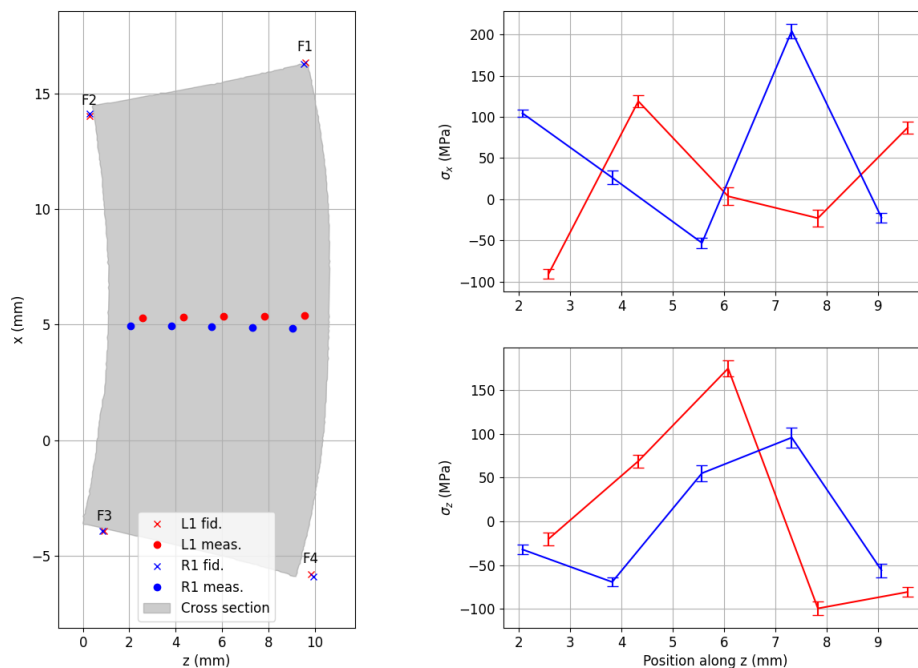 F1
F2
F3
F4
15
10
5
0
−5
x (mm)
0
2
4
6
8
10
z (mm)
L1 fid.
L1 meas.
R1 fid.
R1 meas.
Cross section
200
150
100
50
0
−50
−100
σx (MPa)
2
3
4
5
6
7
8
9
150
100
50
0
−50
−100
σz (MPa)
2
3
4
5
6
7
8
9
Position along z (mm)